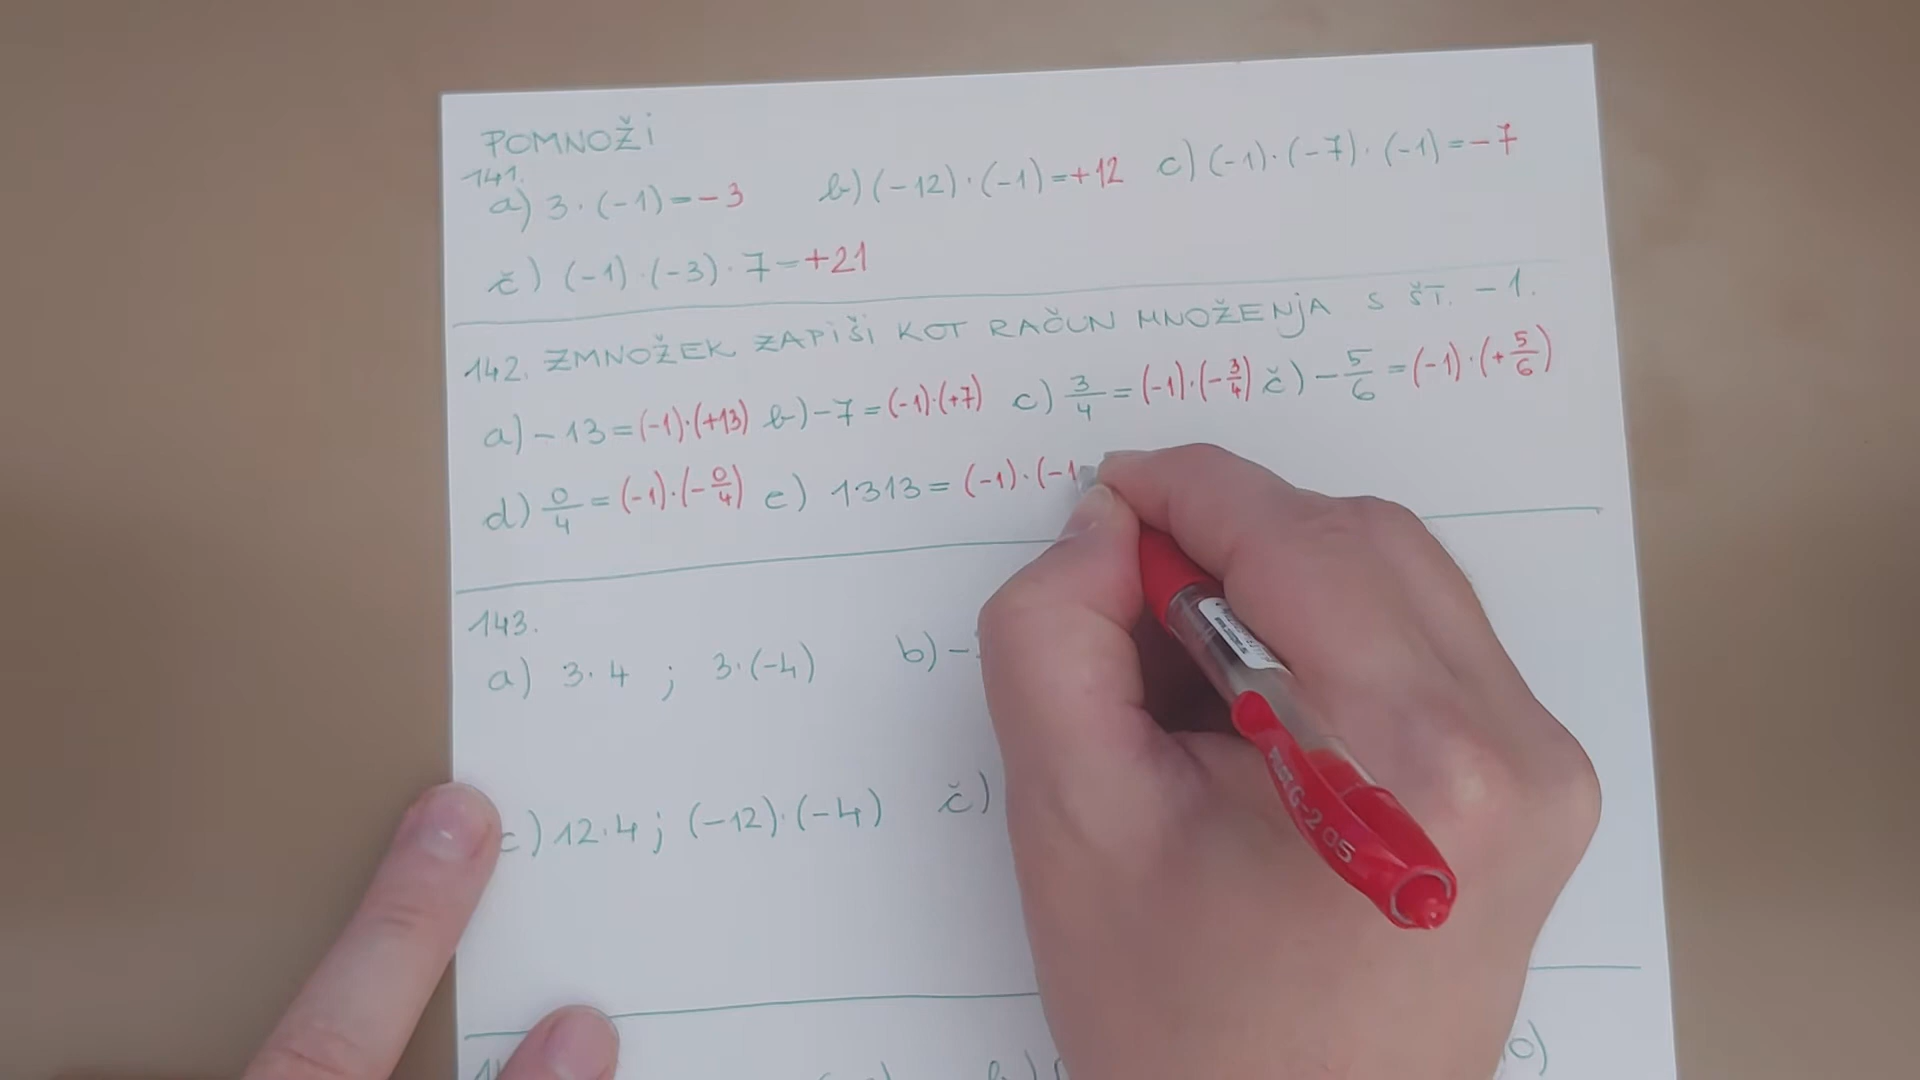 POMNOŽI
141.
a) 3·(-1)=-3 b) (-12)·(-1)=+12 c) (-1)·(-7)·(-1)=-7
č) (-1)·(-3)·7=+21
142. ZMNOŽEK ZAPIŠI KOT RAČUN MNOŽENJA S ŠT. -1.
a) -13=(-1)·(+13) b) -7=(-1)·(+7) c) 3/4=(-1)·(-3/4) č) -5/6=(-1)·(+5/6)
d) 0/4=(-1)·(-0/4) e) 1313=(-1)·(-1
143.
a) 3·4 ; 3·(-4) b) -
c) 12·4 ; (-12)·(-4) č)
G-2 05